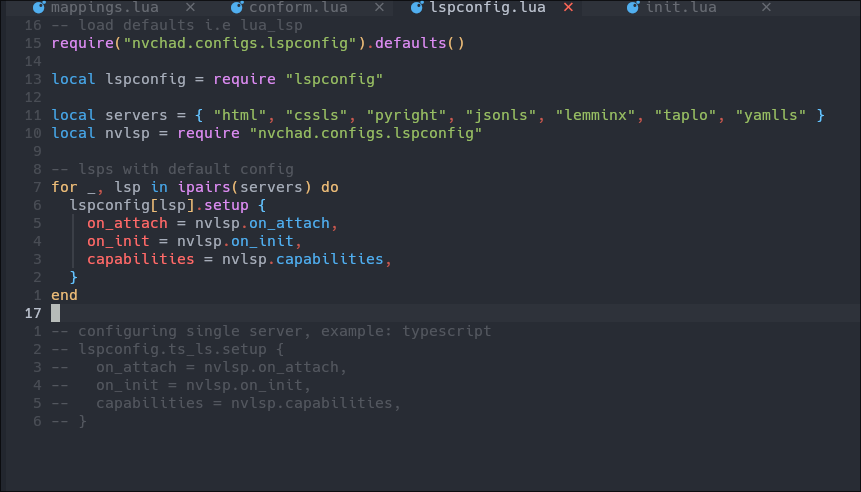 mappings.lua × conform.lua × lspconfig.lua × init.lua ×
16 -- load defaults i.e lua_lsp
15 require("nvchad.configs.lspconfig").defaults()
14
13 local lspconfig = require "lspconfig"
12
11 local servers = { "html", "cssls", "pyright", "jsonls", "lemminx", "taplo", "yamlls" }
10 local nvlsp = require "nvchad.configs.lspconfig"
9
8 -- lsps with default config
7 for _, lsp in ipairs(servers) do
6   lspconfig[lsp].setup {
5     on_attach = nvlsp.on_attach,
4     on_init = nvlsp.on_init,
3     capabilities = nvlsp.capabilities,
2   }
1 end
17
1 -- configuring single server, example: typescript
2 -- lspconfig.ts_ls.setup {
3 --   on_attach = nvlsp.on_attach,
4 --   on_init = nvlsp.on_init,
5 --   capabilities = nvlsp.capabilities,
6 -- }